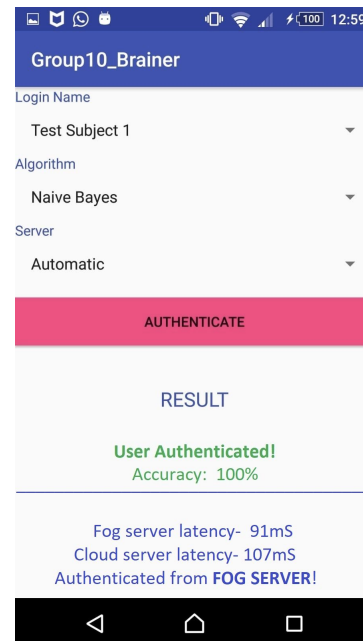 100 12:59
Group10_Brainer
Login Name
Test Subject 1
Algorithm
Naive Bayes
Server
Automatic
AUTHENTICATE
RESULT
User Authenticated!
Accuracy: 100%
Fog server latency- 91mS
Cloud server latency- 107mS
Authenticated from FOG SERVER!